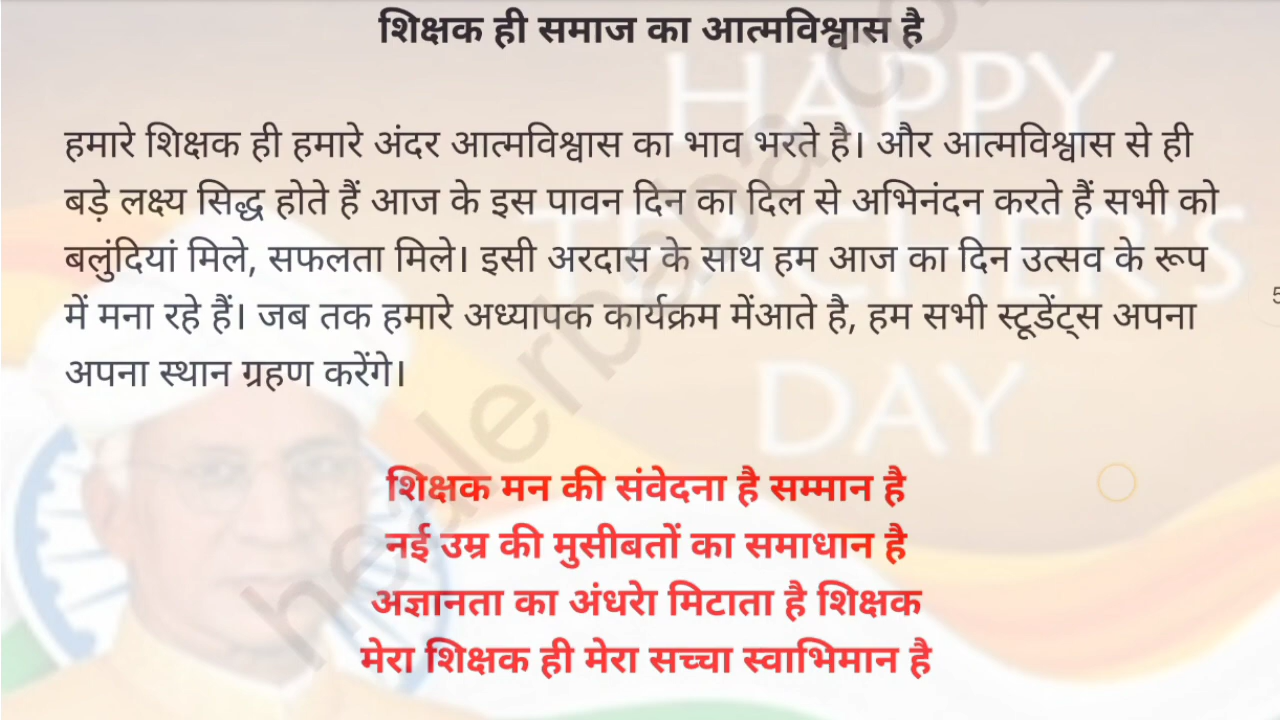 शिक्षक ही समाज का आत्मविश्वास है
HAPPY
हमारे शिक्षक ही हमारे अंदर आत्मविश्वास का भाव भरते है। और आत्मविश्वास से ही
बड़े लक्ष्य सिद्ध होते हैं आज के इस पावन दिन का दिल से अभिनंदन करते हैं सभी को
TEACHER'S
बलुंदियां मिले, सफलता मिले। इसी अरदास के साथ हम आज का दिन उत्सव के रूप
में मना रहे हैं। जब तक हमारे अध्यापक कार्यक्रम मेंआते है, हम सभी स्टूडेंट्स अपना
अपना स्थान ग्रहण करेंगे।
DAY
शिक्षक मन की संवेदना है सम्मान है
नई उम्र की मुसीबतों का समाधान है
अज्ञानता का अंधरेा मिटाता है शिक्षक
मेरा शिक्षक ही मेरा सच्चा स्वाभिमान है